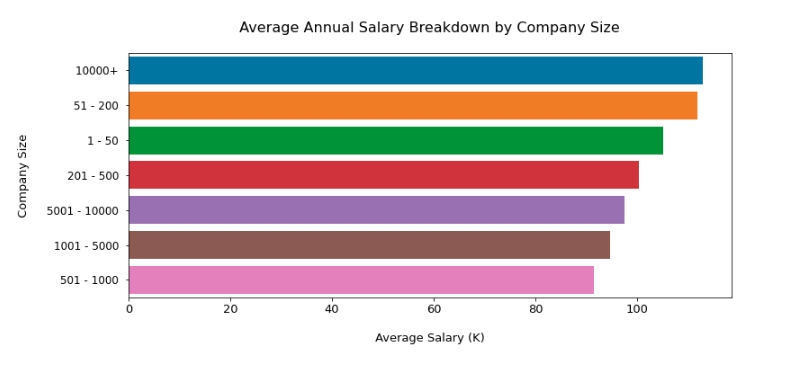 Average Annual Salary Breakdown by Company Size
Company Size
10000+
51 - 200
1 - 50
201 - 500
5001 - 10000
1001 - 5000
501 - 1000
0 20 40 60 80 100
Average Salary (K)